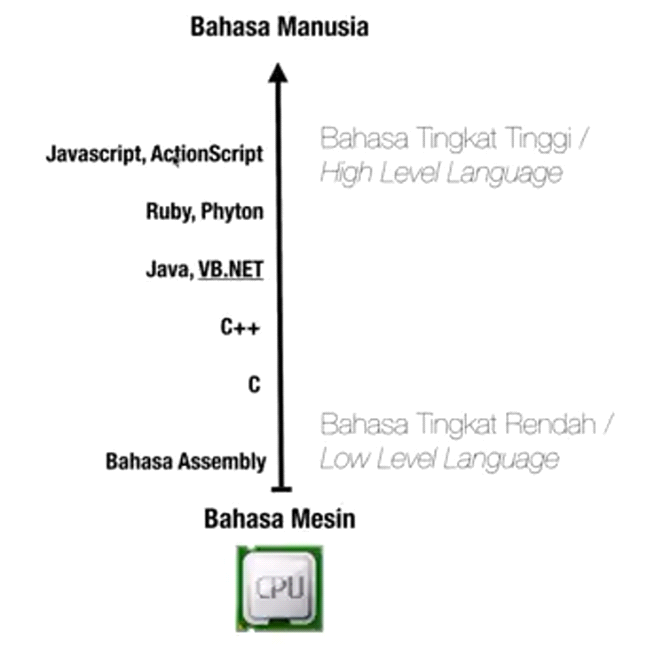 Bahasa Manusia
Bahasa Tingkat Tinggi /
Javascript, ActionScript
High Level Language
Ruby, Phyton
Java, VB.NET
C++
C
Bahasa Tingkat Rendah /
Bahasa Assembly
Low Level Language
Bahasa Mesin
CPU